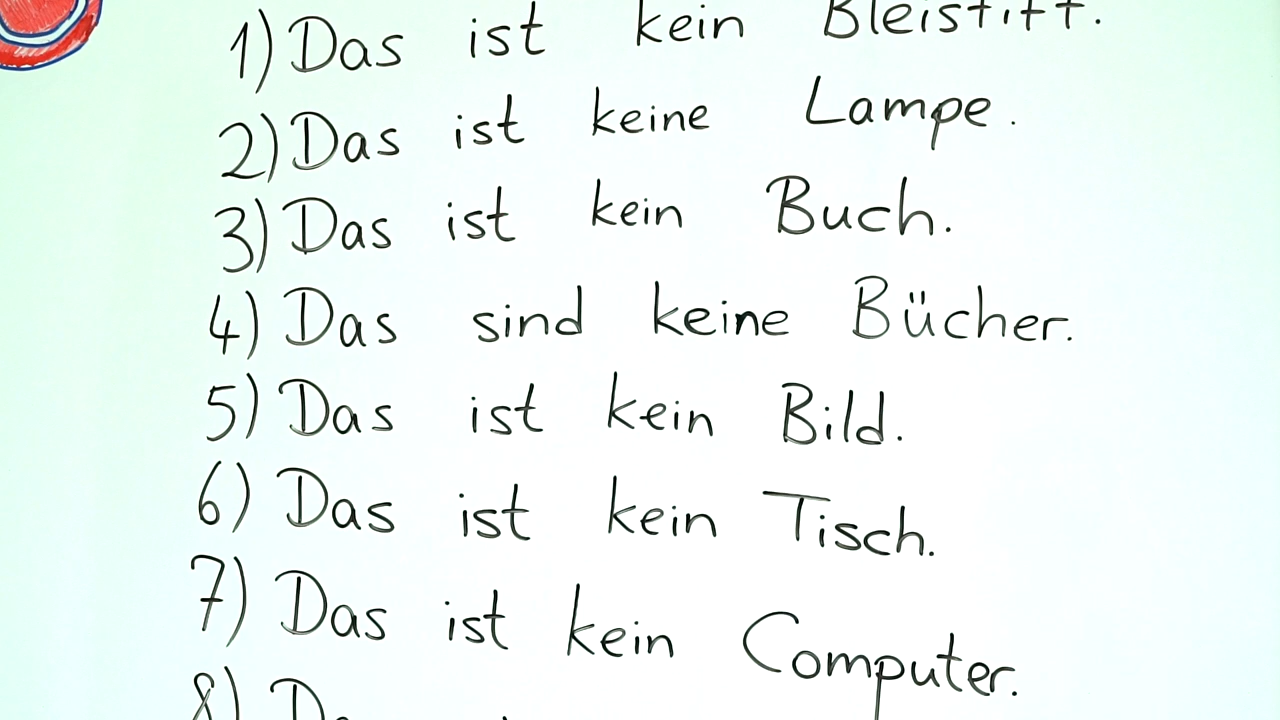 1) Das ist kein Bleistift.
2) Das ist keine Lampe.
3) Das ist kein Buch.
4) Das sind keine Bücher.
5) Das ist kein Bild.
6) Das ist kein Tisch.
7) Das ist kein Computer.
8)